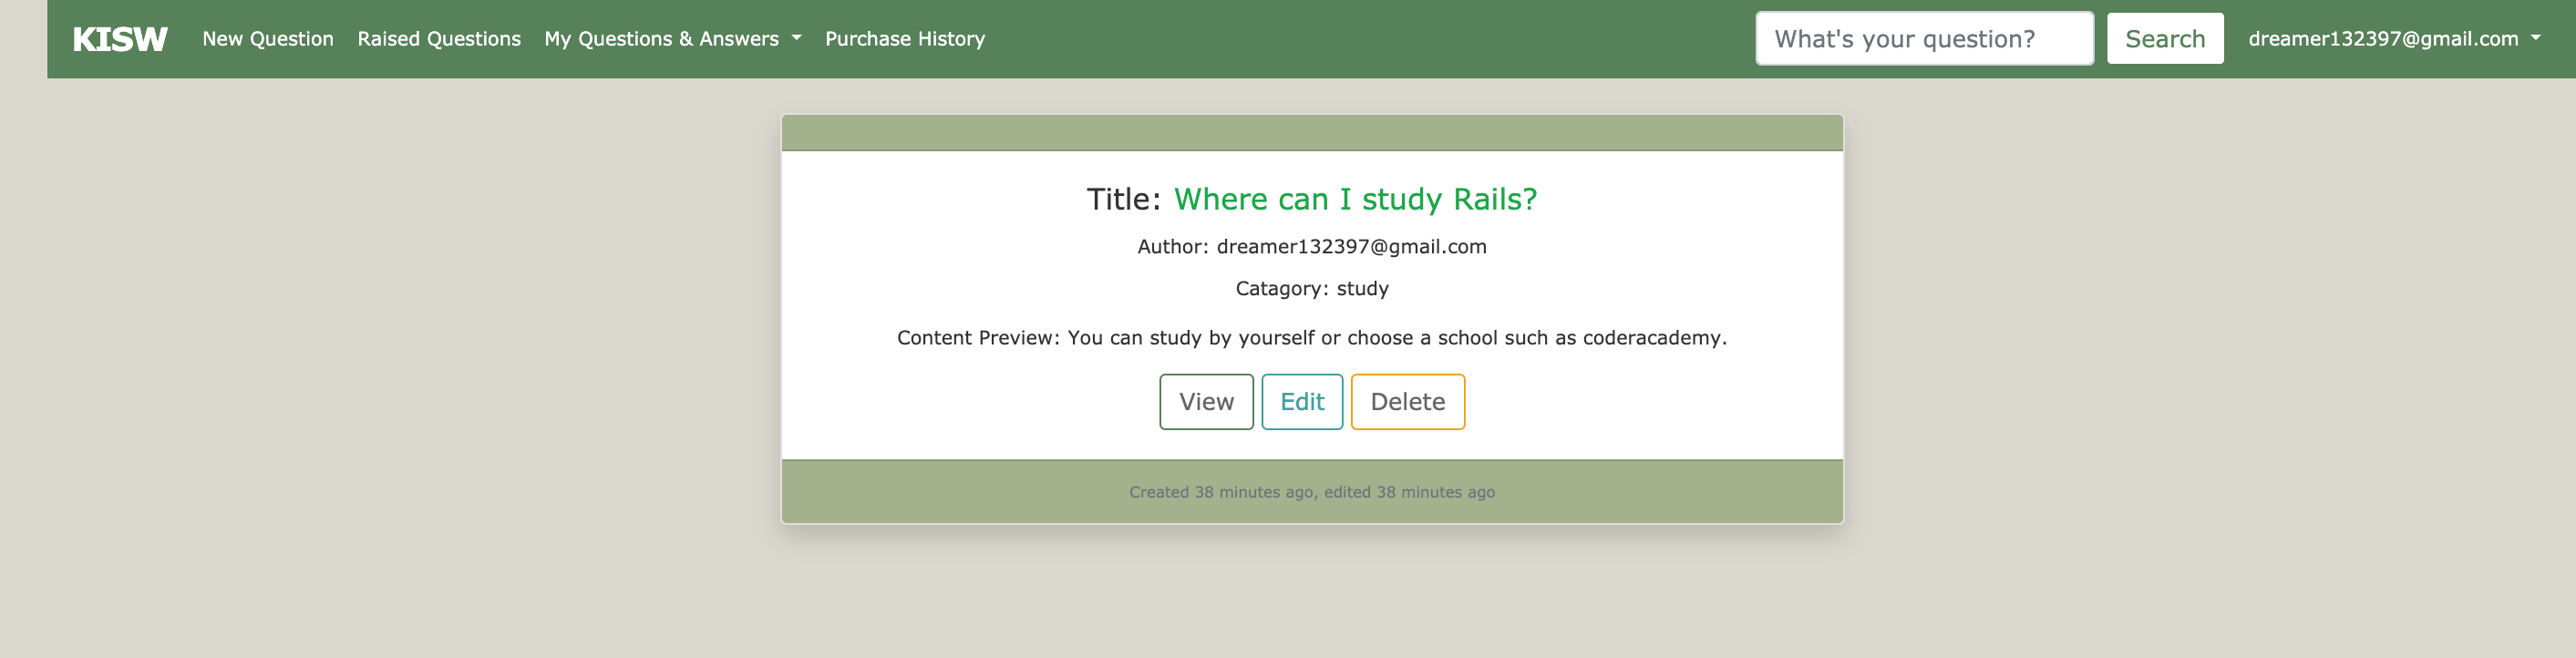 KISW New Question Raised Questions My Questions & Answers Purchase History What's your question? Search dreamer132397@gmail.com
Title: Where can I study Rails?
Author: dreamer132397@gmail.com
Catagory: study
Content Preview: You can study by yourself or choose a school such as coderacademy.
View Edit Delete
Created 38 minutes ago, edited 38 minutes ago